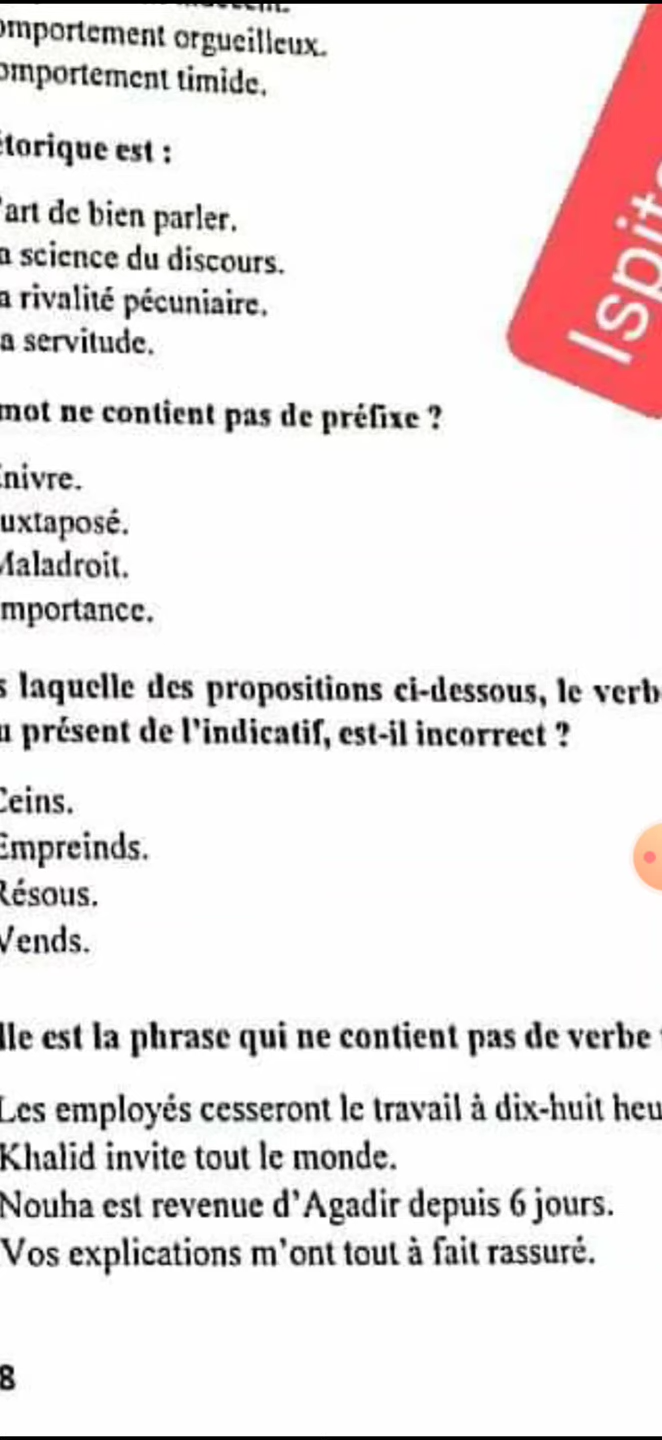 omportement orgueilleux.
omportement timide.
étorique est :
'art de bien parler.
a science du discours.
a rivalité pécuniaire.
a servitude.
mot ne contient pas de préfixe ?
nivre.
uxtaposé.
Maladroit.
mportance.
s laquelle des propositions ci-dessous, le verb
u présent de l'indicatif, est-il incorrect ?
Ceins.
Empreinds.
Résous.
Vends.
lle est la phrase qui ne contient pas de verbe
Les employés cesseront le travail à dix-huit heu
Khalid invite tout le monde.
Nouha est revenue d'Agadir depuis 6 jours.
Vos explications m'ont tout à fait rassuré.
8
Ispit